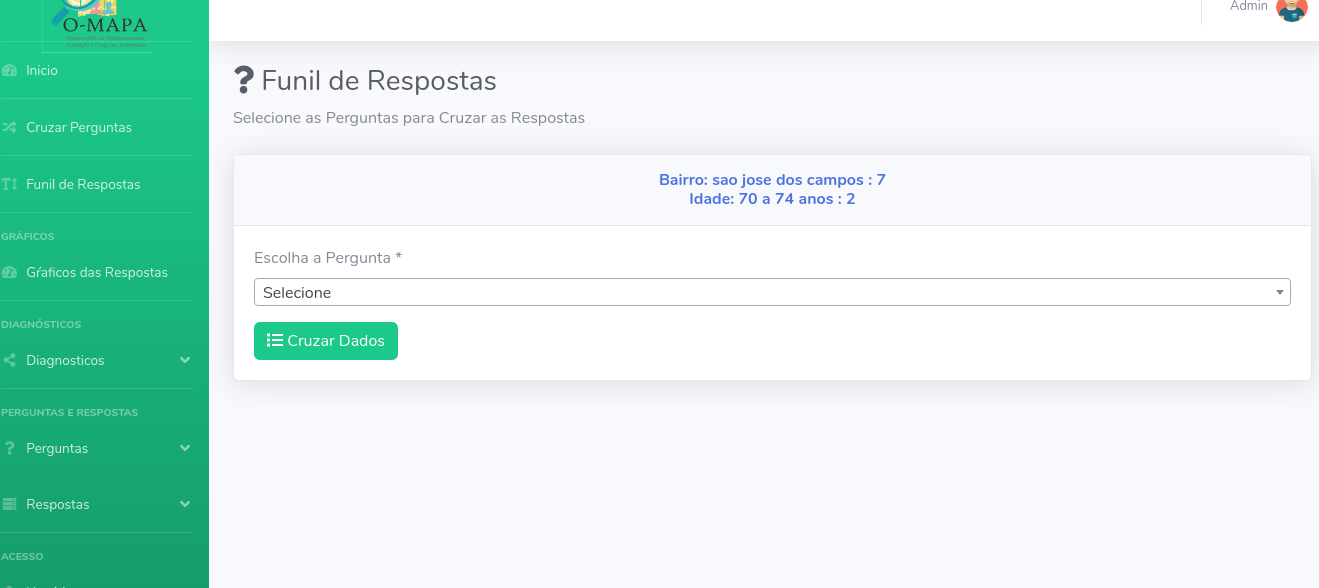 O-MAPA
Admin
Inicio
Cruzar Perguntas
Funil de Respostas
GRÁFICOS
Gŕaficos das Respostas
DIAGNÓSTICOS
Diagnosticos
PERGUNTAS E RESPOSTAS
Perguntas
Respostas
ACESSO
Funil de Respostas
Selecione as Perguntas para Cruzar as Respostas
Bairro: sao jose dos campos : 7
Idade: 70 a 74 anos : 2
Escolha a Pergunta *
Selecione
Cruzar Dados